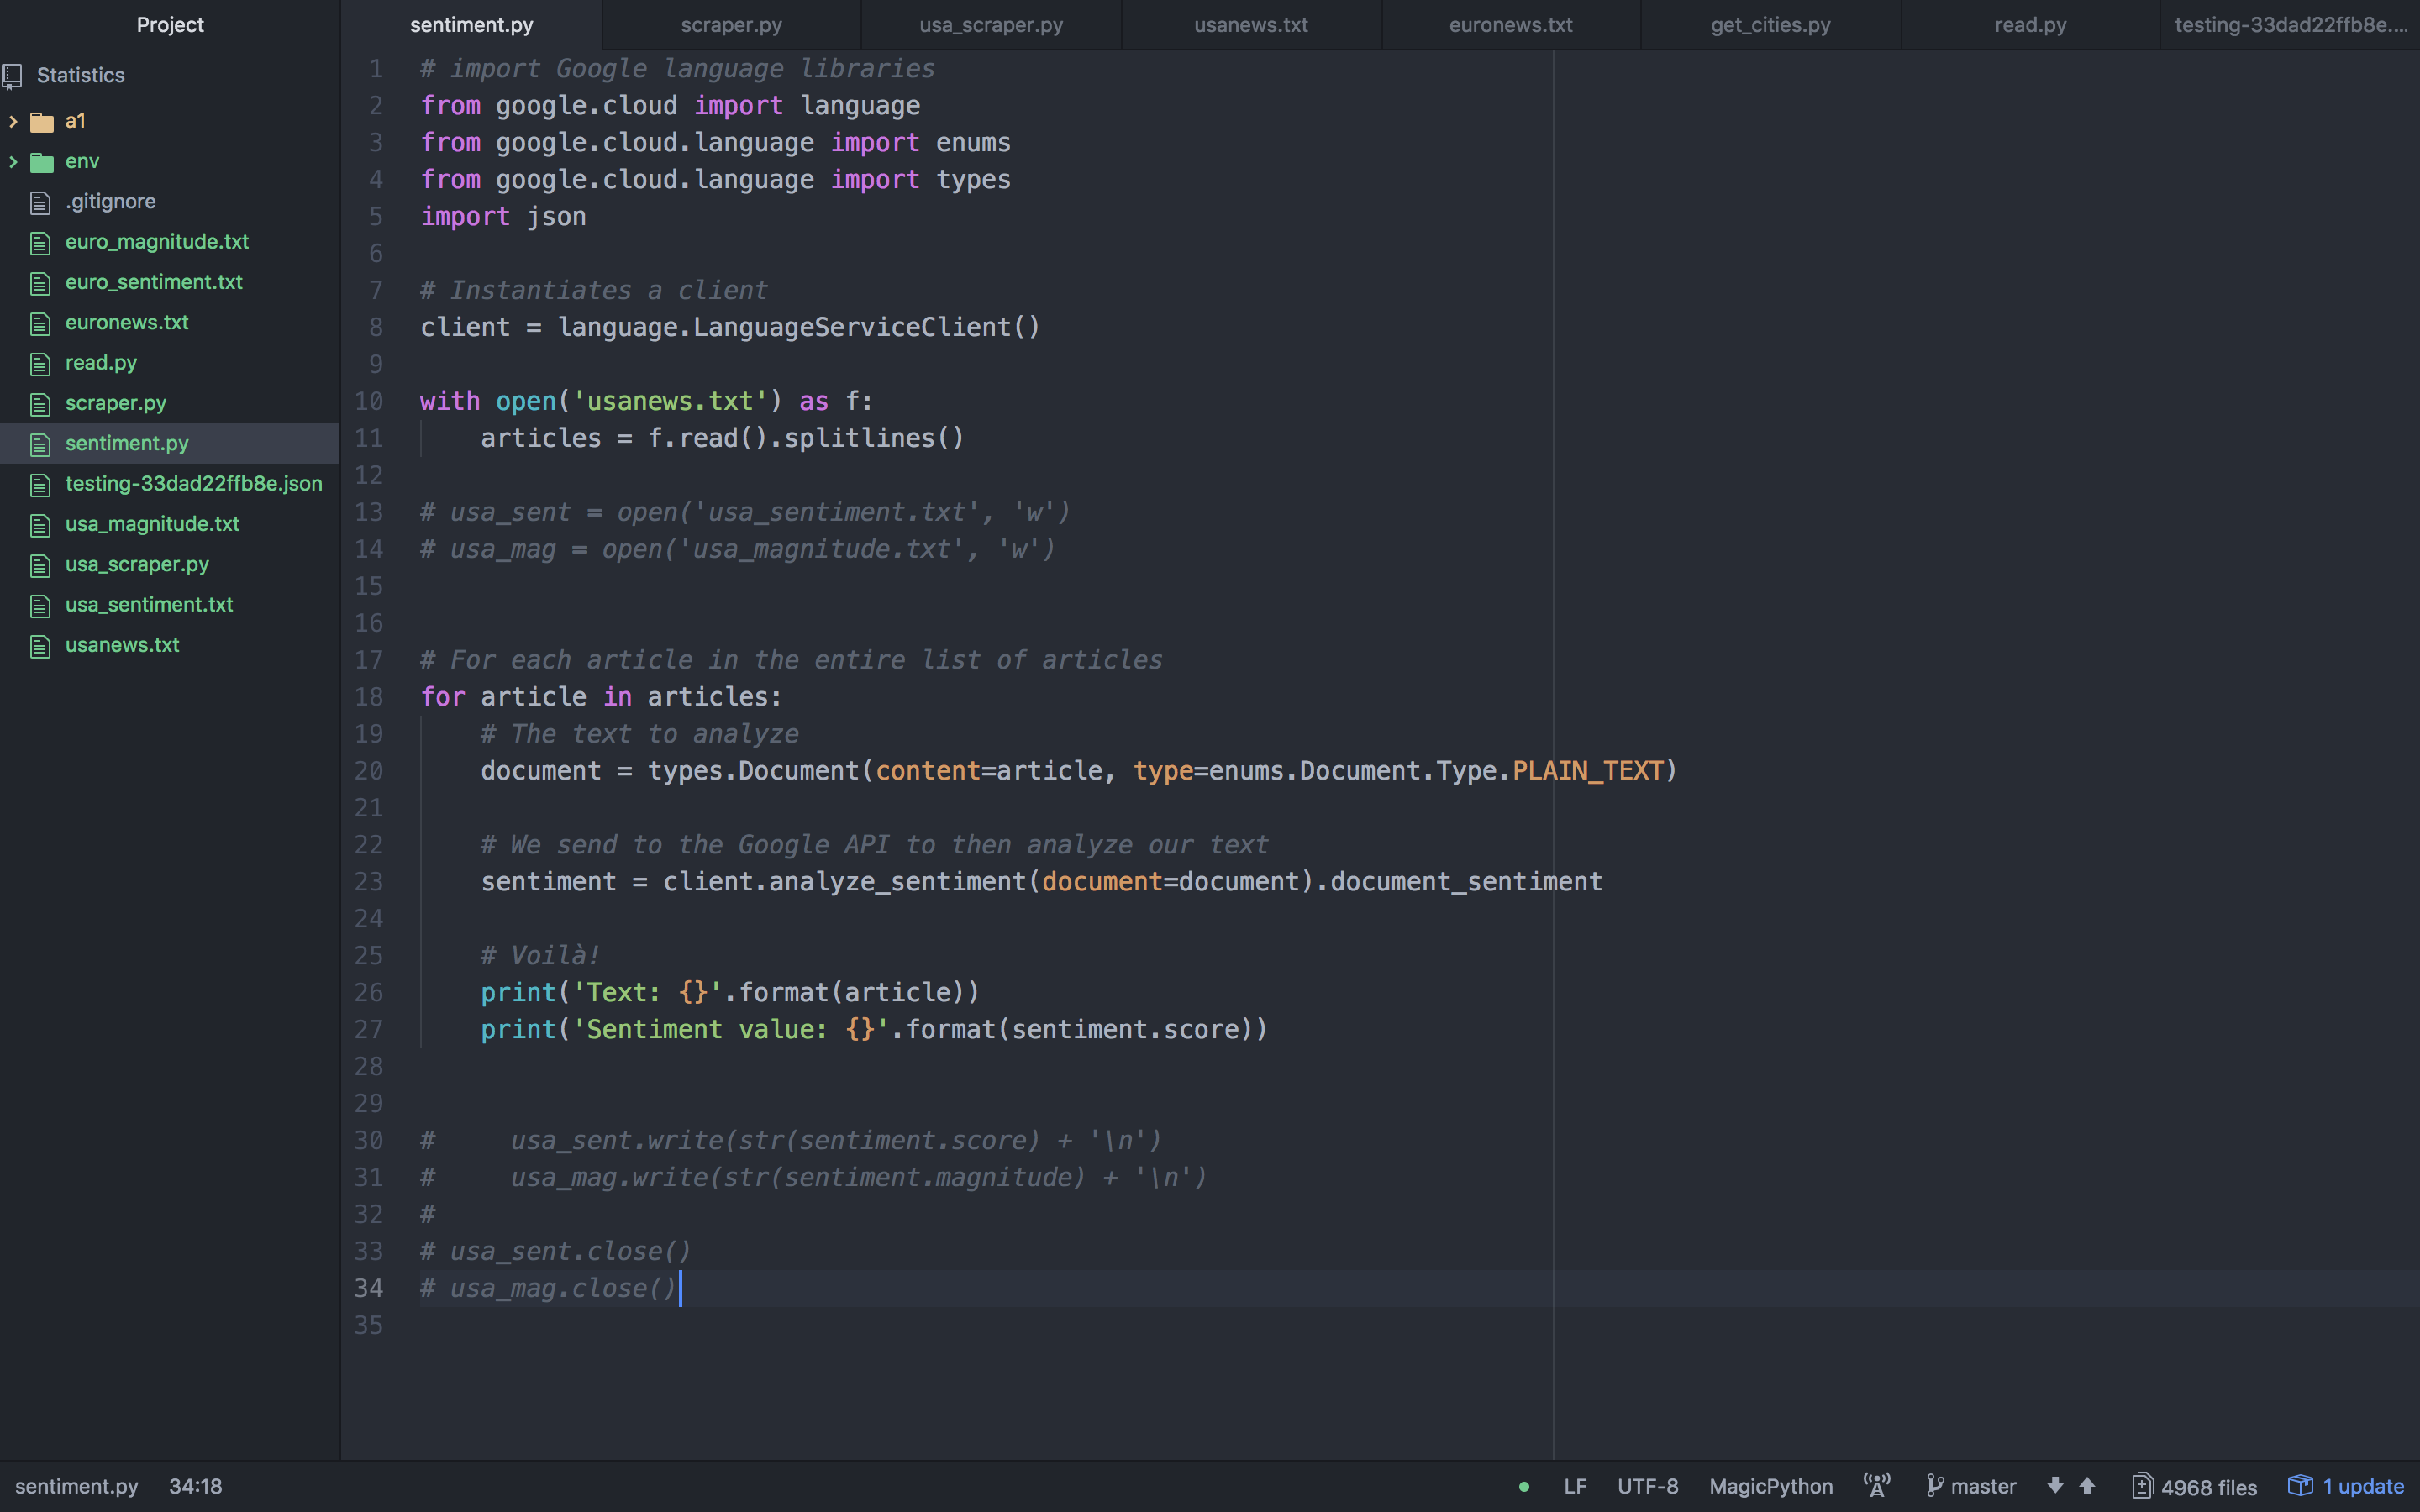 Project
sentiment.py
scraper.py
usa_scraper.py
usanews.txt
euronews.txt
get_cities.py
read.py
testing-33dad22ffb8e....
Statistics
a1
env
.gitignore
euro_magnitude.txt
euro_sentiment.txt
euronews.txt
read.py
scraper.py
sentiment.py
testing-33dad22ffb8e.json
usa_magnitude.txt
usa_scraper.py
usa_sentiment.txt
usanews.txt
1 # import Google language libraries
2 from google.cloud import language
3 from google.cloud.language import enums
4 from google.cloud.language import types
5 import json
6
7 # Instantiates a client
8 client = language.LanguageServiceClient()
9
10 with open('usanews.txt') as f:
11     articles = f.read().splitlines()
12
13 # usa_sent = open('usa_sentiment.txt', 'w')
14 # usa_mag = open('usa_magnitude.txt', 'w')
15
16
17 # For each article in the entire list of articles
18 for article in articles:
19     # The text to analyze
20     document = types.Document(content=article, type=enums.Document.Type.PLAIN_TEXT)
21
22     # We send to the Google API to then analyze our text
23     sentiment = client.analyze_sentiment(document=document).document_sentiment
24
25     # Voilà!
26     print('Text: {}'.format(article))
27     print('Sentiment value: {}'.format(sentiment.score))
28
29
30 #     usa_sent.write(str(sentiment.score) + '\n')
31 #     usa_mag.write(str(sentiment.magnitude) + '\n')
32 #
33 # usa_sent.close()
34 # usa_mag.close()
35
sentiment.py 34:18
LF UTF-8 MagicPython master 4968 files 1 update